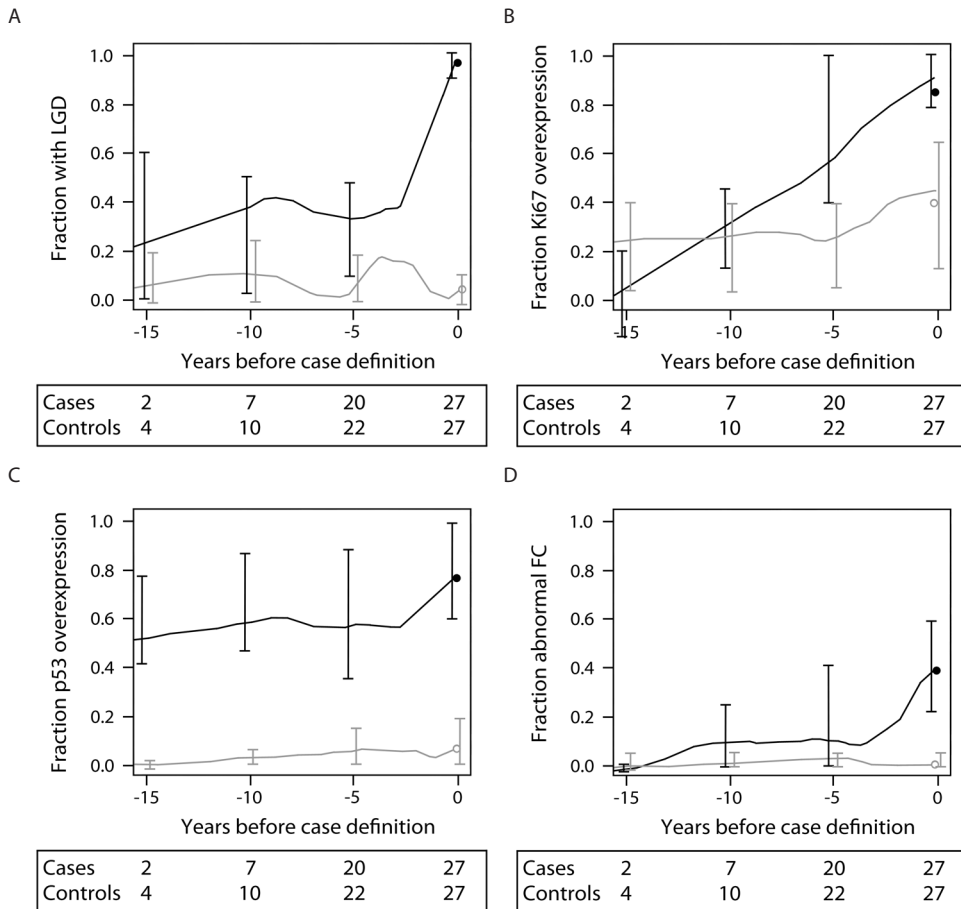 A
Fraction with LGD
1.0
0.8
0.6
0.4
0.2
0.0
-15 -10 -5 0
Years before case definition
Cases 2 7 20 27
Controls 4 10 22 27
B
Fraction Ki67 overexpression
1.0
0.8
0.6
0.4
0.2
0.0
-15 -10 -5 0
Years before case definition
Cases 2 7 20 27
Controls 4 10 22 27
C
Fraction p53 overexpression
1.0
0.8
0.6
0.4
0.2
0.0
-15 -10 -5 0
Years before case definition
Cases 2 7 20 27
Controls 4 10 22 27
D
Fraction abnormal FC
1.0
0.8
0.6
0.4
0.2
0.0
-15 -10 -5 0
Years before case definition
Cases 2 7 20 27
Controls 4 10 22 27